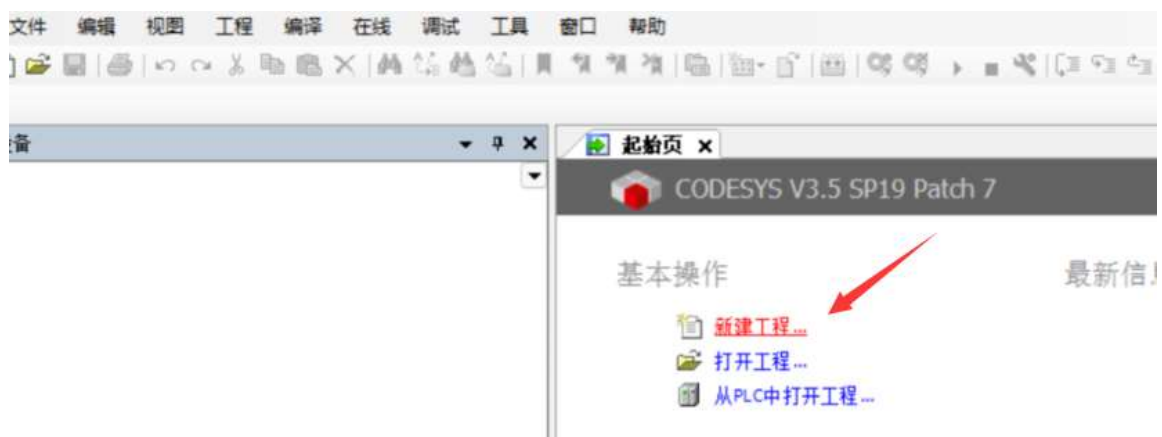 文件 编辑 视图 工程 编译 在线 调试 工具 窗口 帮助
备
起始页
CODESYS V3.5 SP19 Patch 7
基本操作
最新信息
新建工程...
打开工程...
从PLC中打开工程...